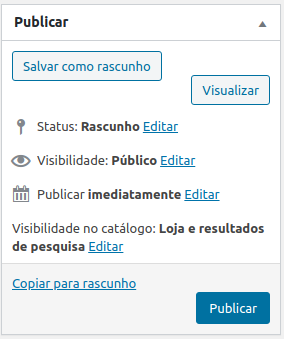 Publicar
Salvar como rascunho
Visualizar
Status: Rascunho Editar
Visibilidade: Público Editar
Publicar imediatamente Editar
Visibilidade no catálogo: Loja e resultados
de pesquisa Editar
Copiar para rascunho
Publicar